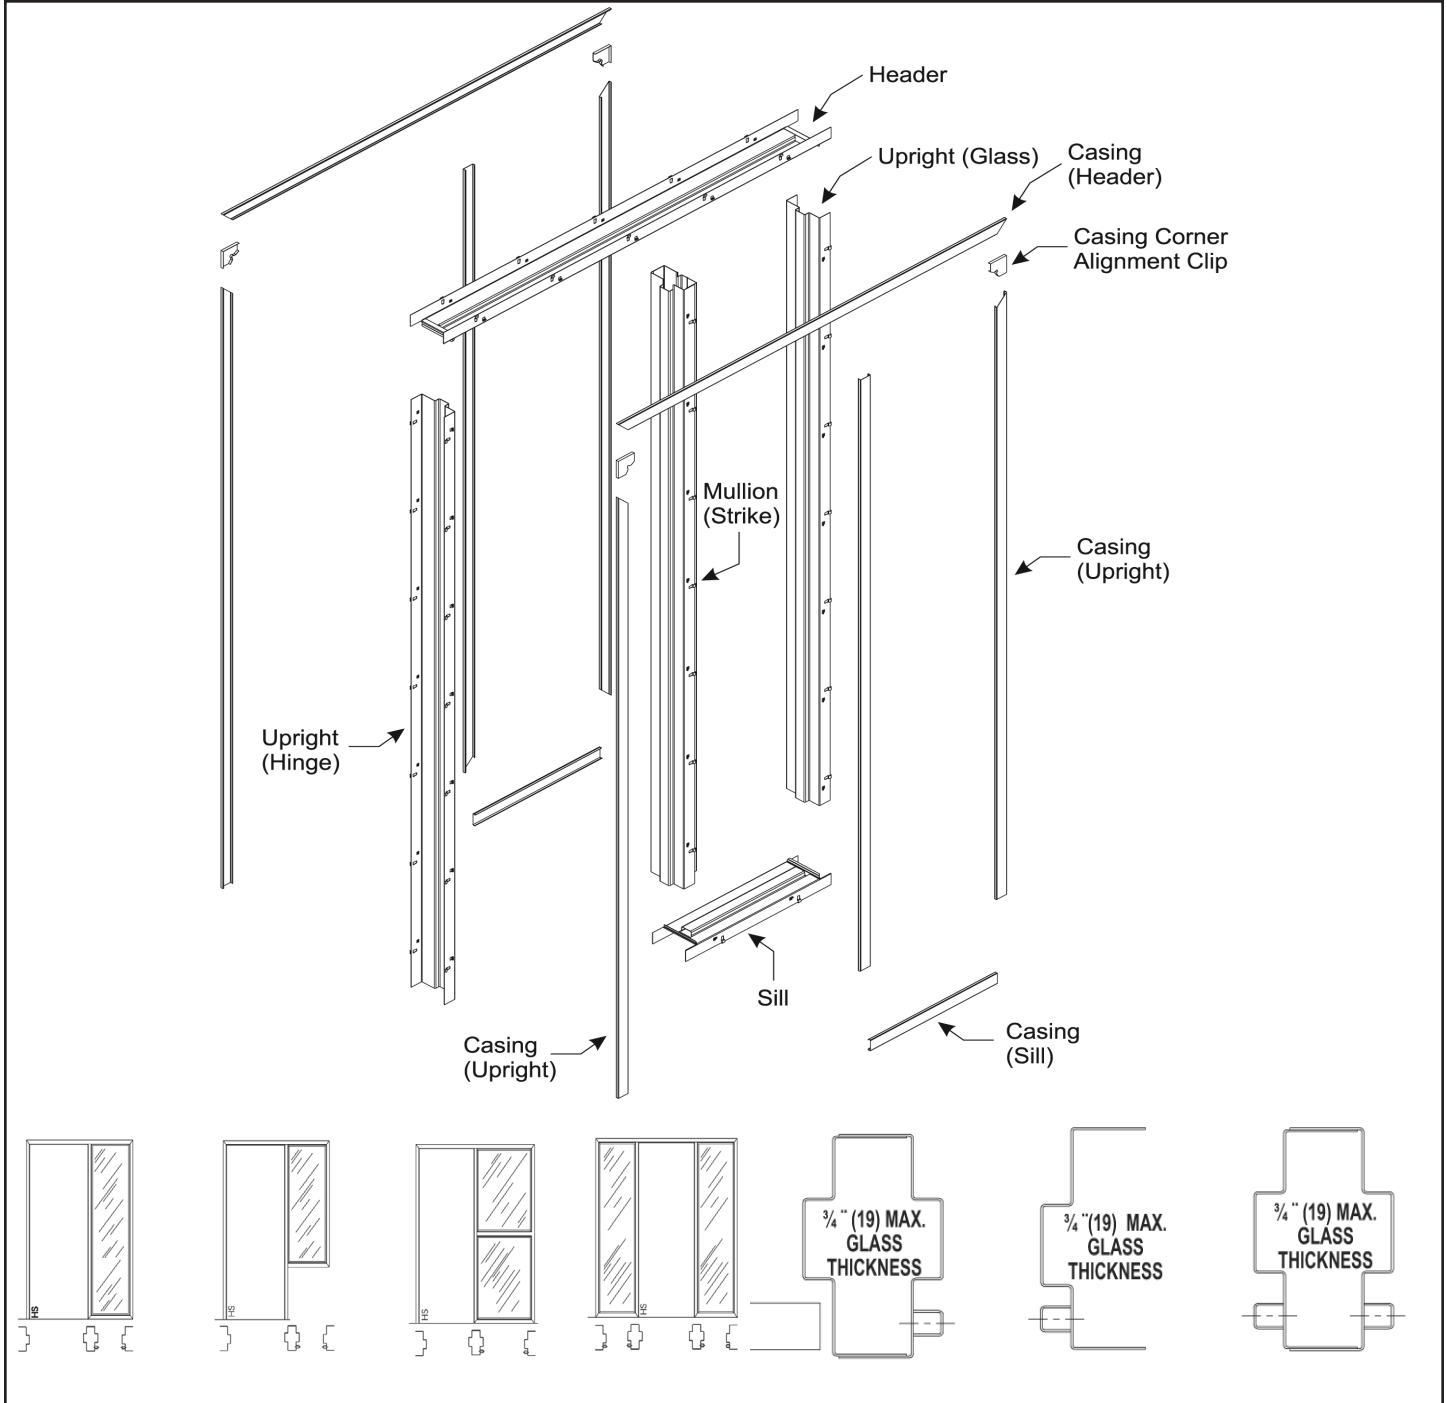 Header
Upright (Glass)
Casing
(Header)
Casing Corner
Alignment Clip
Mullion
(Strike)
Casing
(Upright)
Upright
(Hinge)
Sill
Casing
(Upright)
Casing
(Sill)
HS
HS
HS
HS
¾ ¨ (19) MAX.
GLASS
THICKNESS
¾ ¨ (19) MAX.
GLASS
THICKNESS
¾ ¨ (19) MAX.
GLASS
THICKNESS